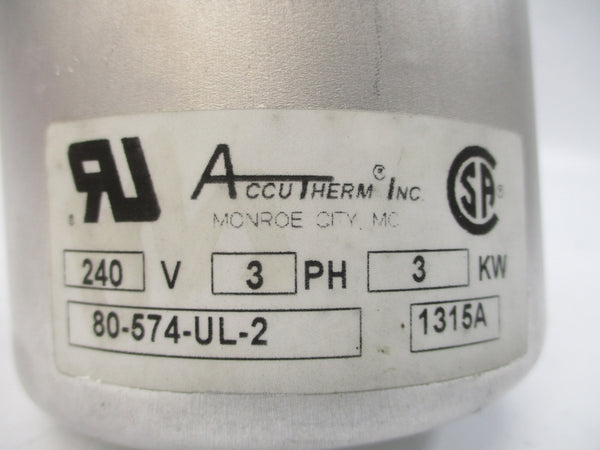 ACCUTHERM® INC.
MONROE CITY, MO
240 V 3 PH 3 KW
80-574-UL-2 1315A